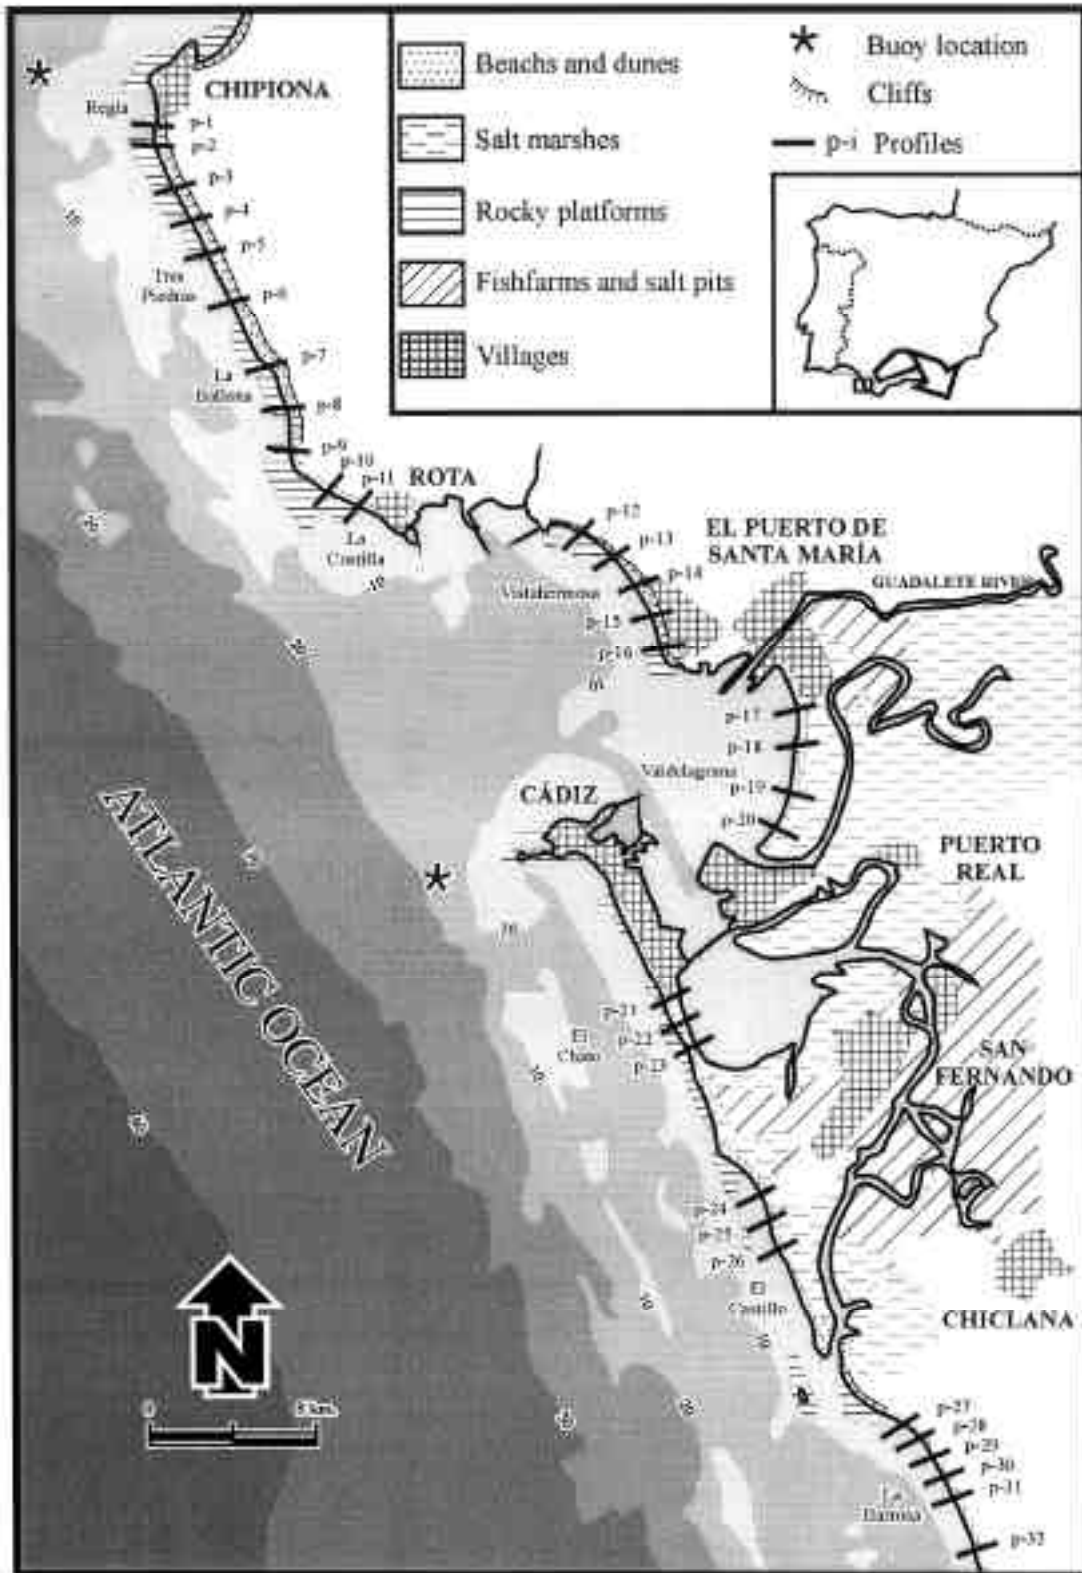 Beachs and dunes
Salt marshes
Rocky platforms
Fishfarms and salt pits
Villages
Buoy location
Cliffs
p-i Profiles
CHIPIONA
Regla
p-1
p-2
p-3
p-4
p-5
Tres
Piedras
p-6
p-7
La
Ballena
p-8
p-9
p-10
p-11
ROTA
La
Costilla
p-12
p-13
p-14
Vistahermosa
p-15
p-16
EL PUERTO DE
SANTA MARÍA
GUADALETE RIVER
p-17
p-18
Valdelagrana
p-19
p-20
CÁDIZ
PUERTO
REAL
ATLANTIC OCEAN
p-21
p-22
El
Chato
p-23
SAN
FERNANDO
p-24
p-25
p-26
El
Castillo
CHICLANA
N
0
p-27
p-28
p-29
p-30
p-31
La
Barrosa
p-32